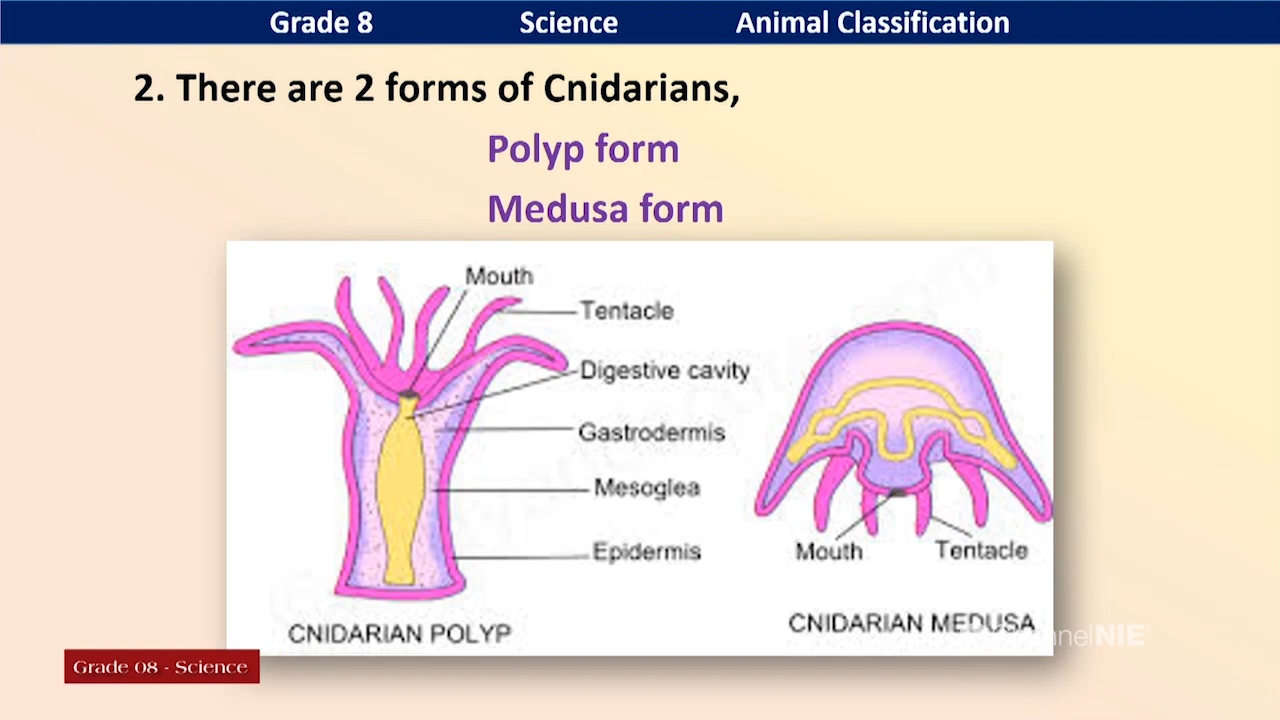 Grade 8 Science Animal Classification
2. There are 2 forms of Cnidarians,
Polyp form
Medusa form
Mouth
Tentacle
Digestive cavity
Gastrodermis
Mesoglea
Epidermis
CNIDARIAN POLYP
Mouth
Tentacle
CNIDARIAN MEDUSA
NIE
Grade 08 - Science